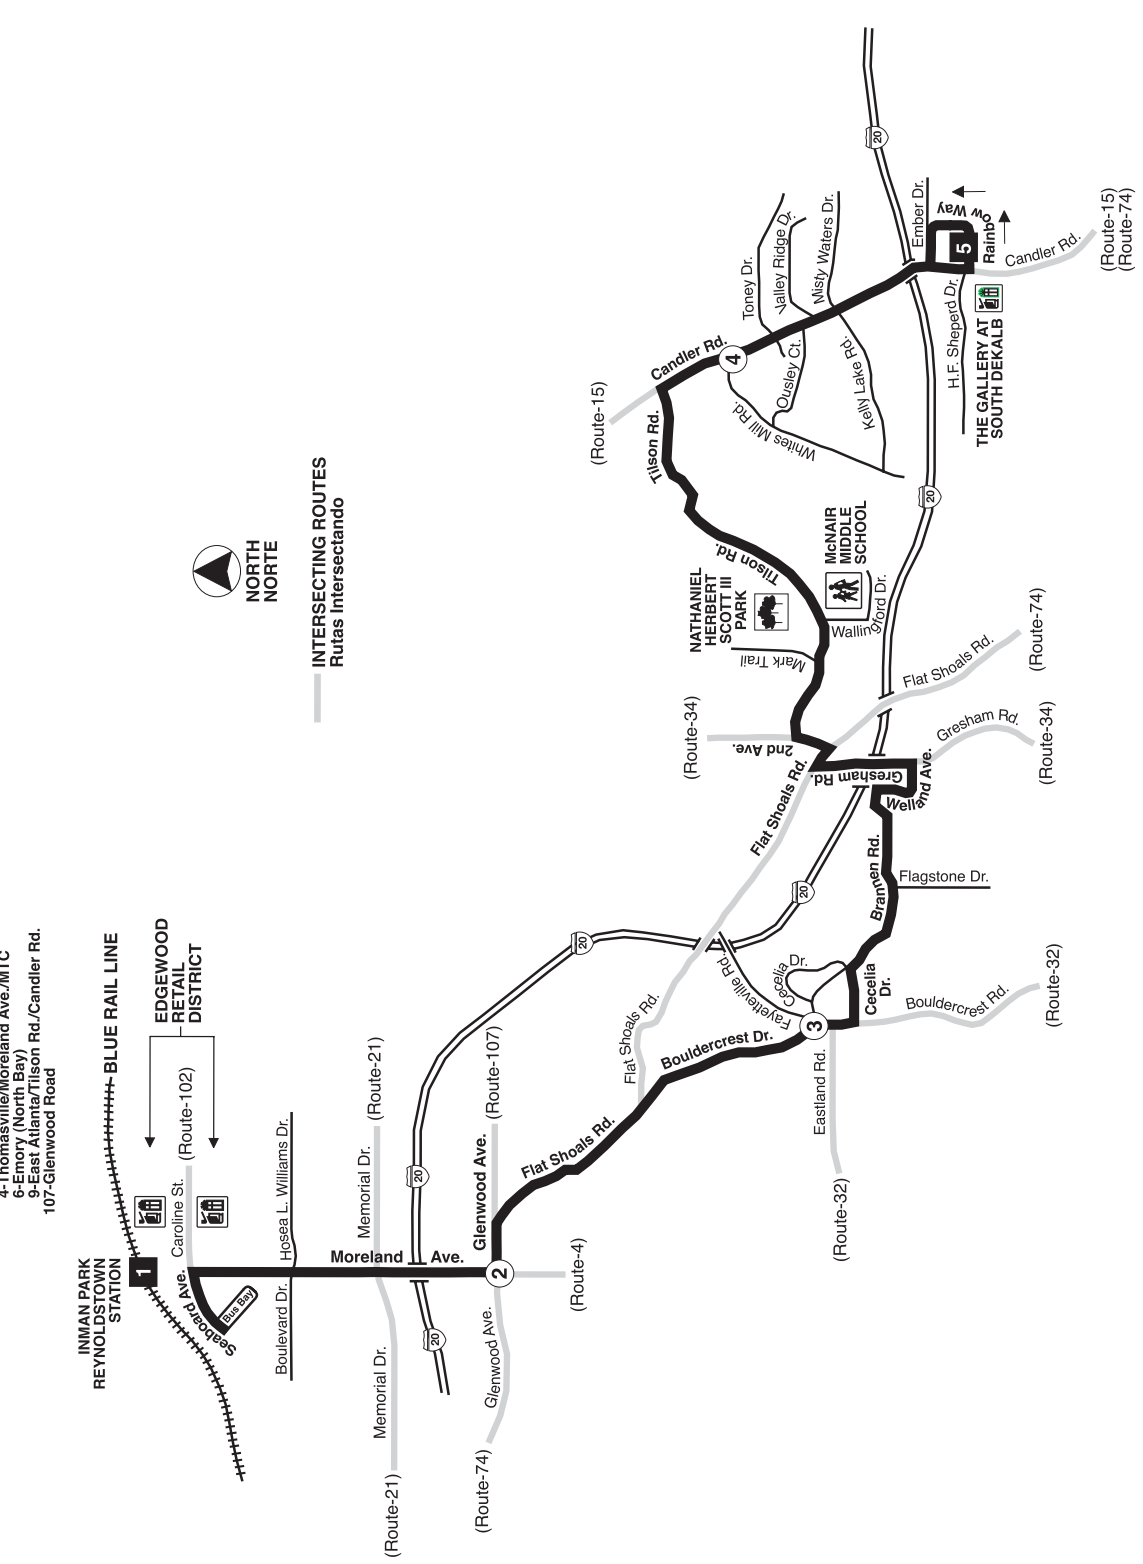 4-Thomasville/Moreland Ave./MTC
6-Emory (North Bay)
9-East Atlanta/Tilson Rd./Candler Rd.
107-Glenwood Road
INMAN PARK
REYNOLDSTOWN
STATION
1
BLUE RAIL LINE
EDGEWOOD
RETAIL
DISTRICT
Caroline St.
(Route-102)
Seaboard Ave.
Bus Bay
Boulevard Dr.
Hosea L. Williams Dr.
NORTH
NORTE
INTERSECTING ROUTES
Rutas Intersectando
(Route-21)
Memorial Dr.
Memorial Dr.
(Route-21)
Moreland
Ave.
20
20
20
20
20
20
(Route-74)
Glenwood Ave.
2
Glenwood Ave.
(Route-107)
(Route-4)
Flat Shoals Rd.
Flat Shoals Rd.
Bouldercrest Dr.
Fayetteville Rd.
Cecelia
Dr.
3
Eastland Rd.
(Route-32)
Cecelia
Dr.
Bouldercrest Rd.
(Route-32)
Brannen Rd.
Flagstone Dr.
Welland Ave.
Gresham Rd.
Gresham Rd.
(Route-34)
Flat Shoals Rd.
Flat Shoals Rd.
(Route-74)
2nd Ave.
(Route-34)
Mark Trail
NATHANIEL
HERBERT
SCOTT III
PARK
Tilson Rd.
Wallingford Dr.
McNAIR
MIDDLE
SCHOOL
Tilson Rd.
(Route-15)
Candler Rd.
4
Whites Mill Rd.
Ousley Ct.
Kelly Lake Rd.
Toney Dr.
Valley Ridge Dr.
Misty Waters Dr.
Ember Dr.
Rainbow Way
5
H.F. Sheperd Dr.
THE GALLERY AT
SOUTH DEKALB
Candler Rd.
(Route-15)
(Route-74)